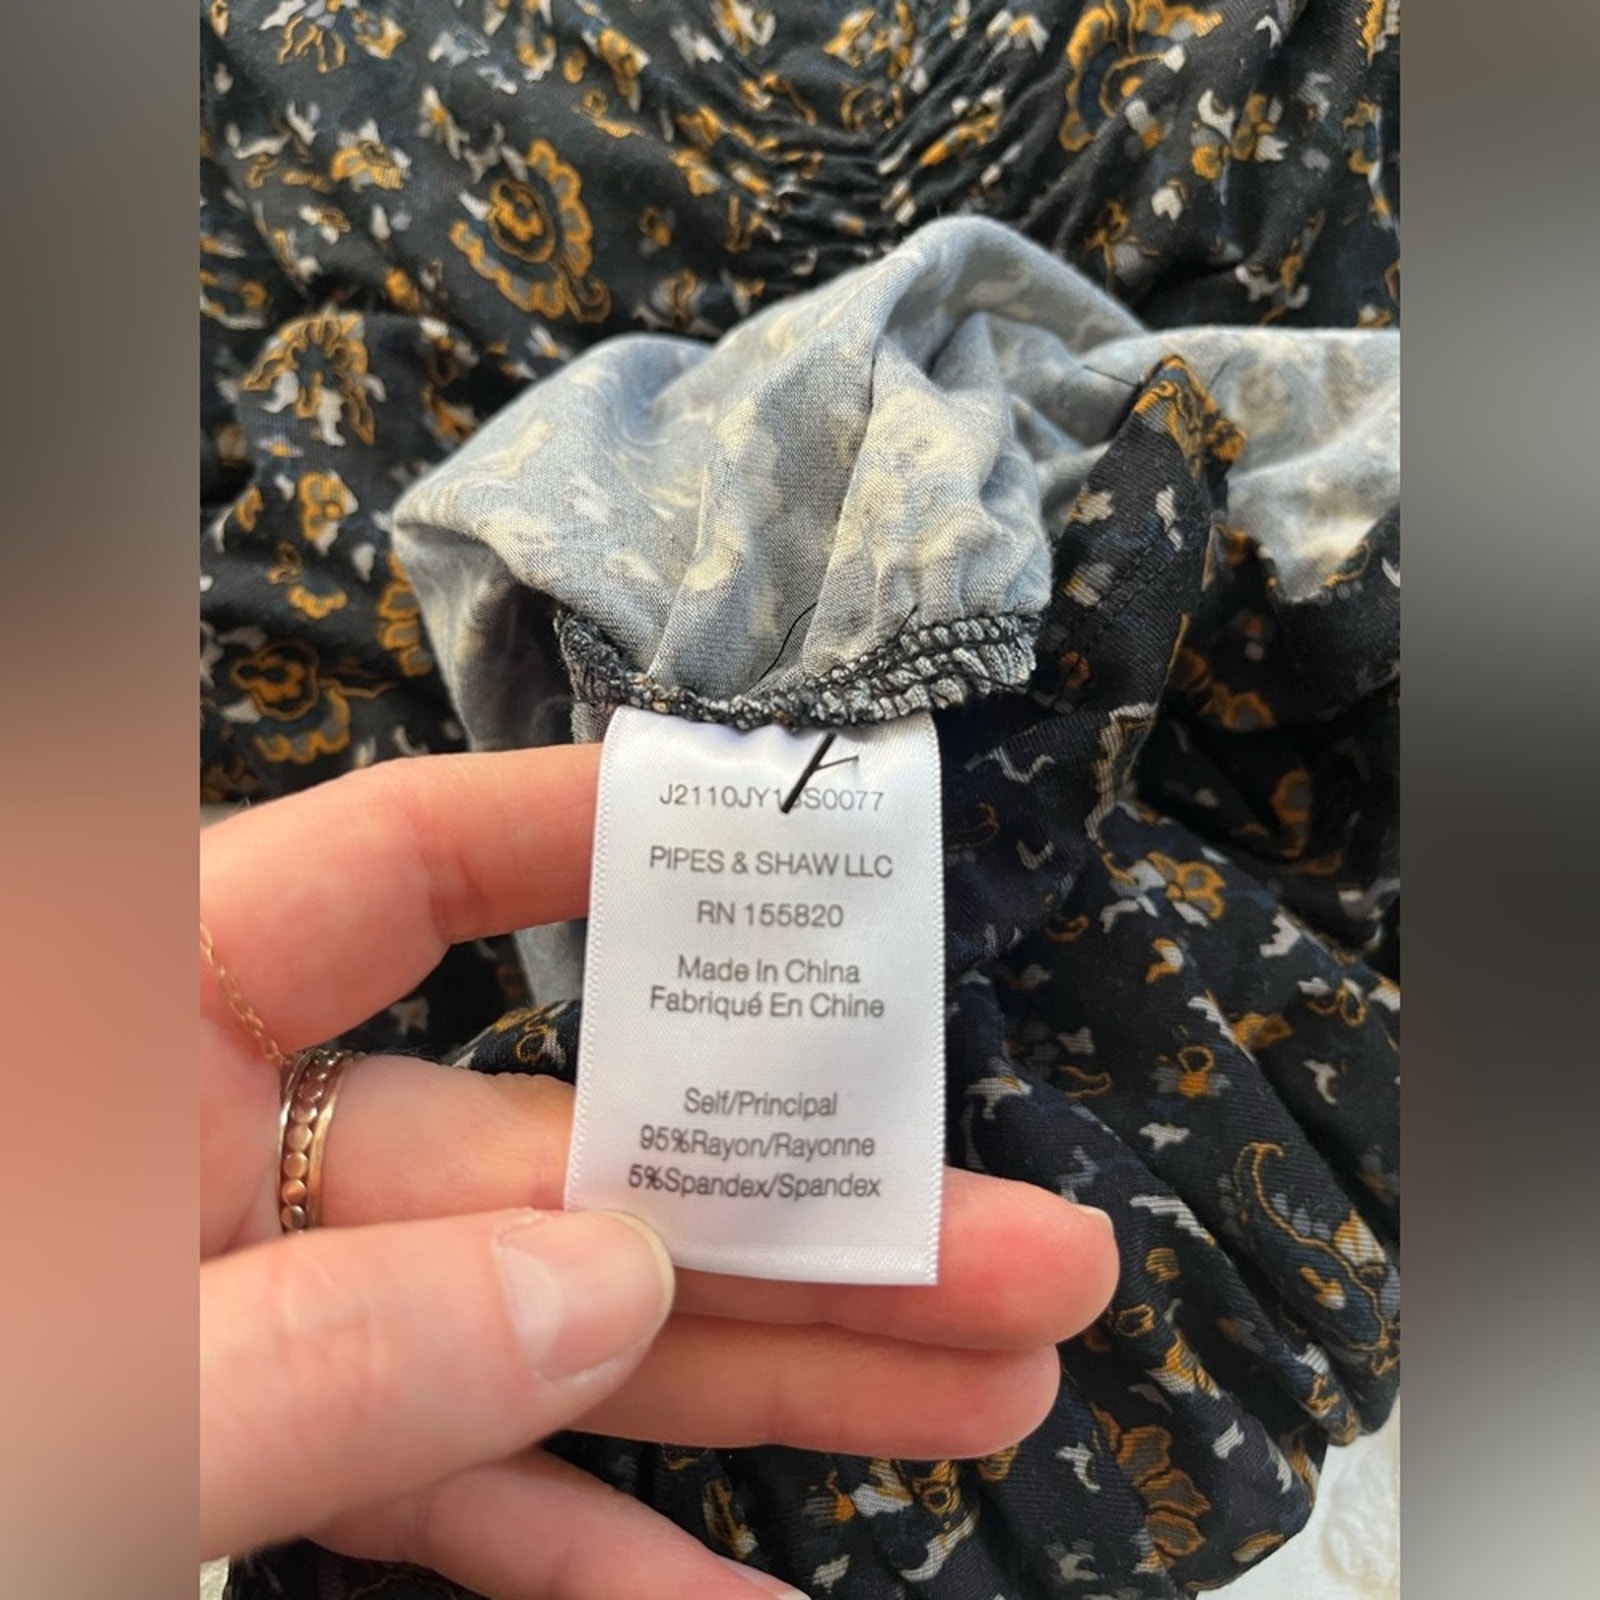 PIPES & SHAW LLC
RN 155820
Made In China
Fabriqué En Chine
Self/Principal
95%Rayon/Rayonne
5%Spandex/Spandex